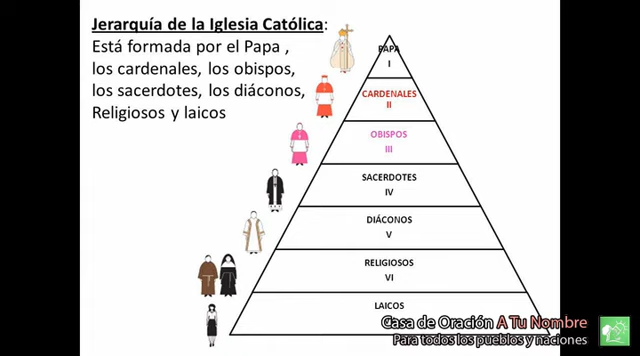 Jerarquía de la Iglesia Católica:
Está formada por el Papa ,
los cardenales, los obispos,
los sacerdotes, los diáconos,
Religiosos y laicos
PAPA
I
CARDENALES
II
OBISPOS
III
SACERDOTES
IV
DIÁCONOS
V
RELIGIOSOS
VI
LAICOS
Casa de Oración A Tu Nombre
Para todos los pueblos y naciones